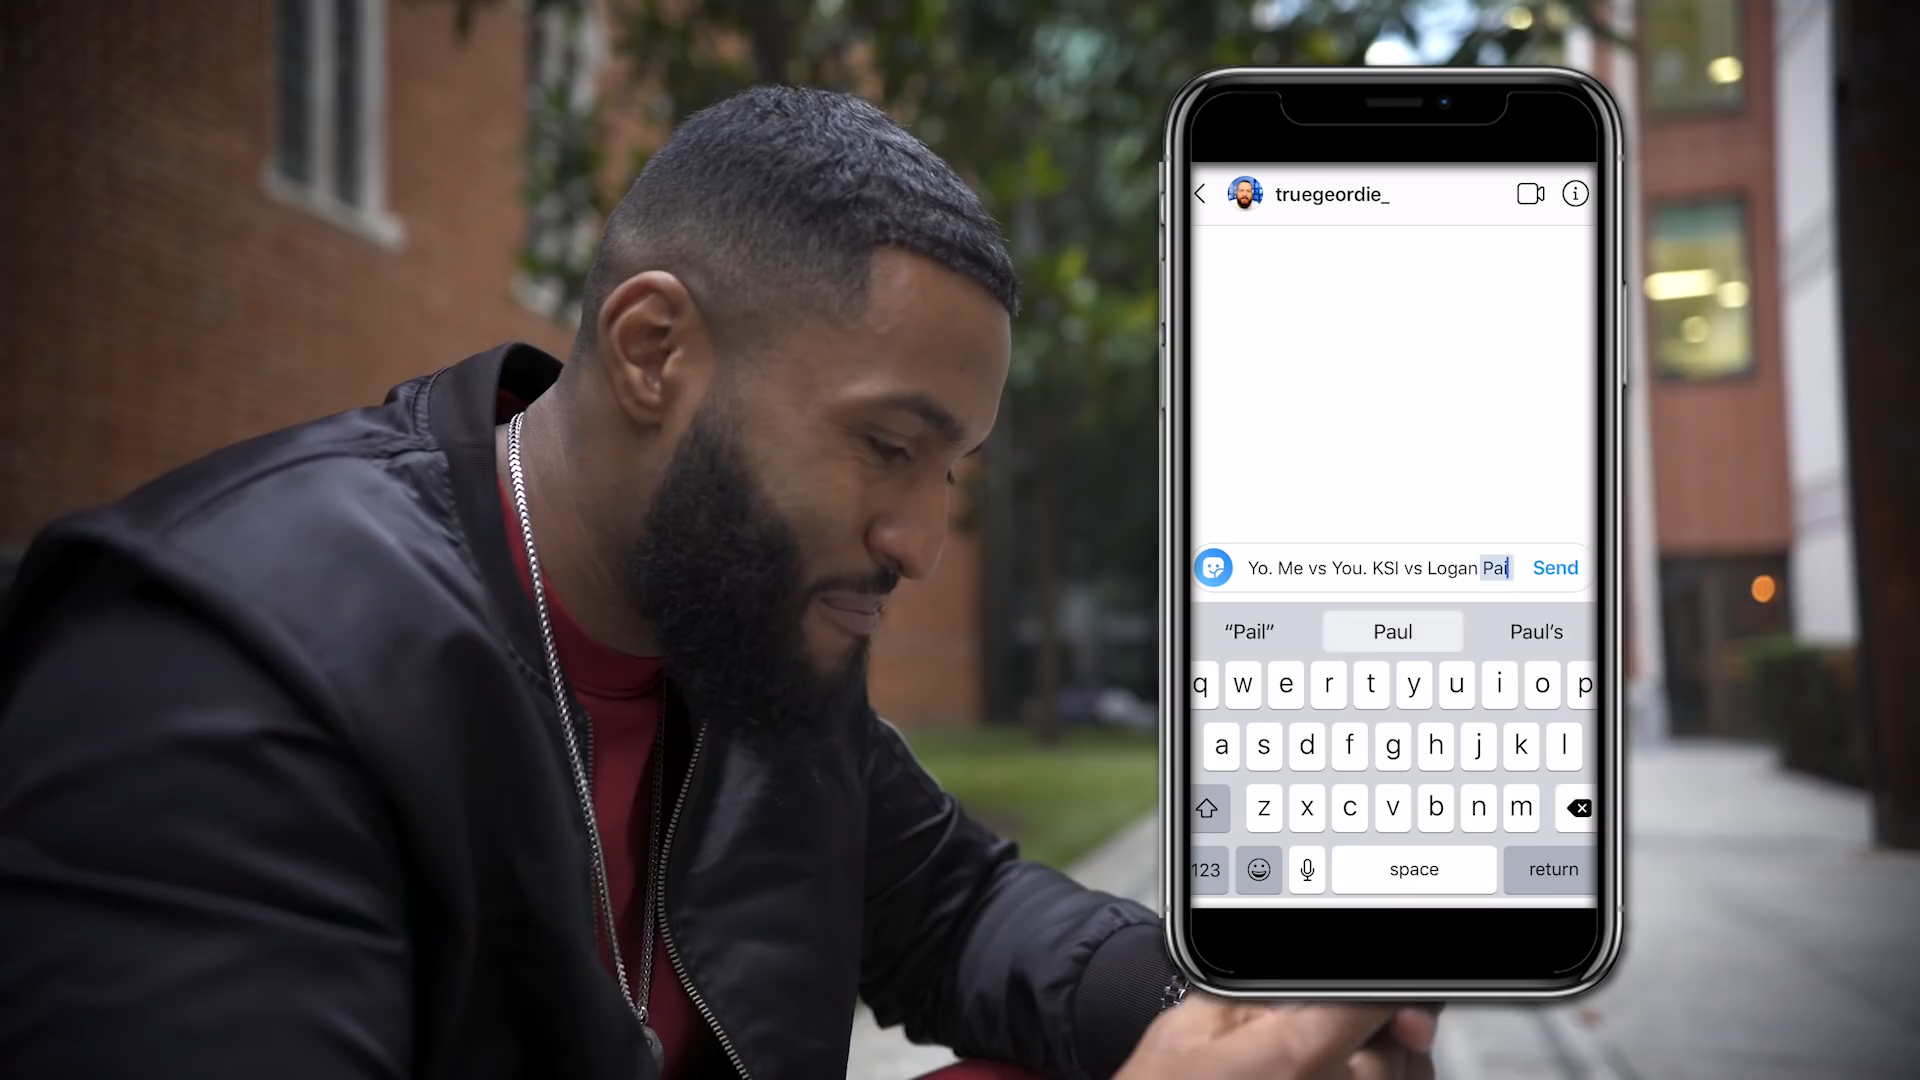 truegeordie_
Yo. Me vs You. KSI vs Logan Pai Send
“Pail” Paul Paul’s
q w e r t y u i o p
a s d f g h j k l
z x c v b n m
123 space return